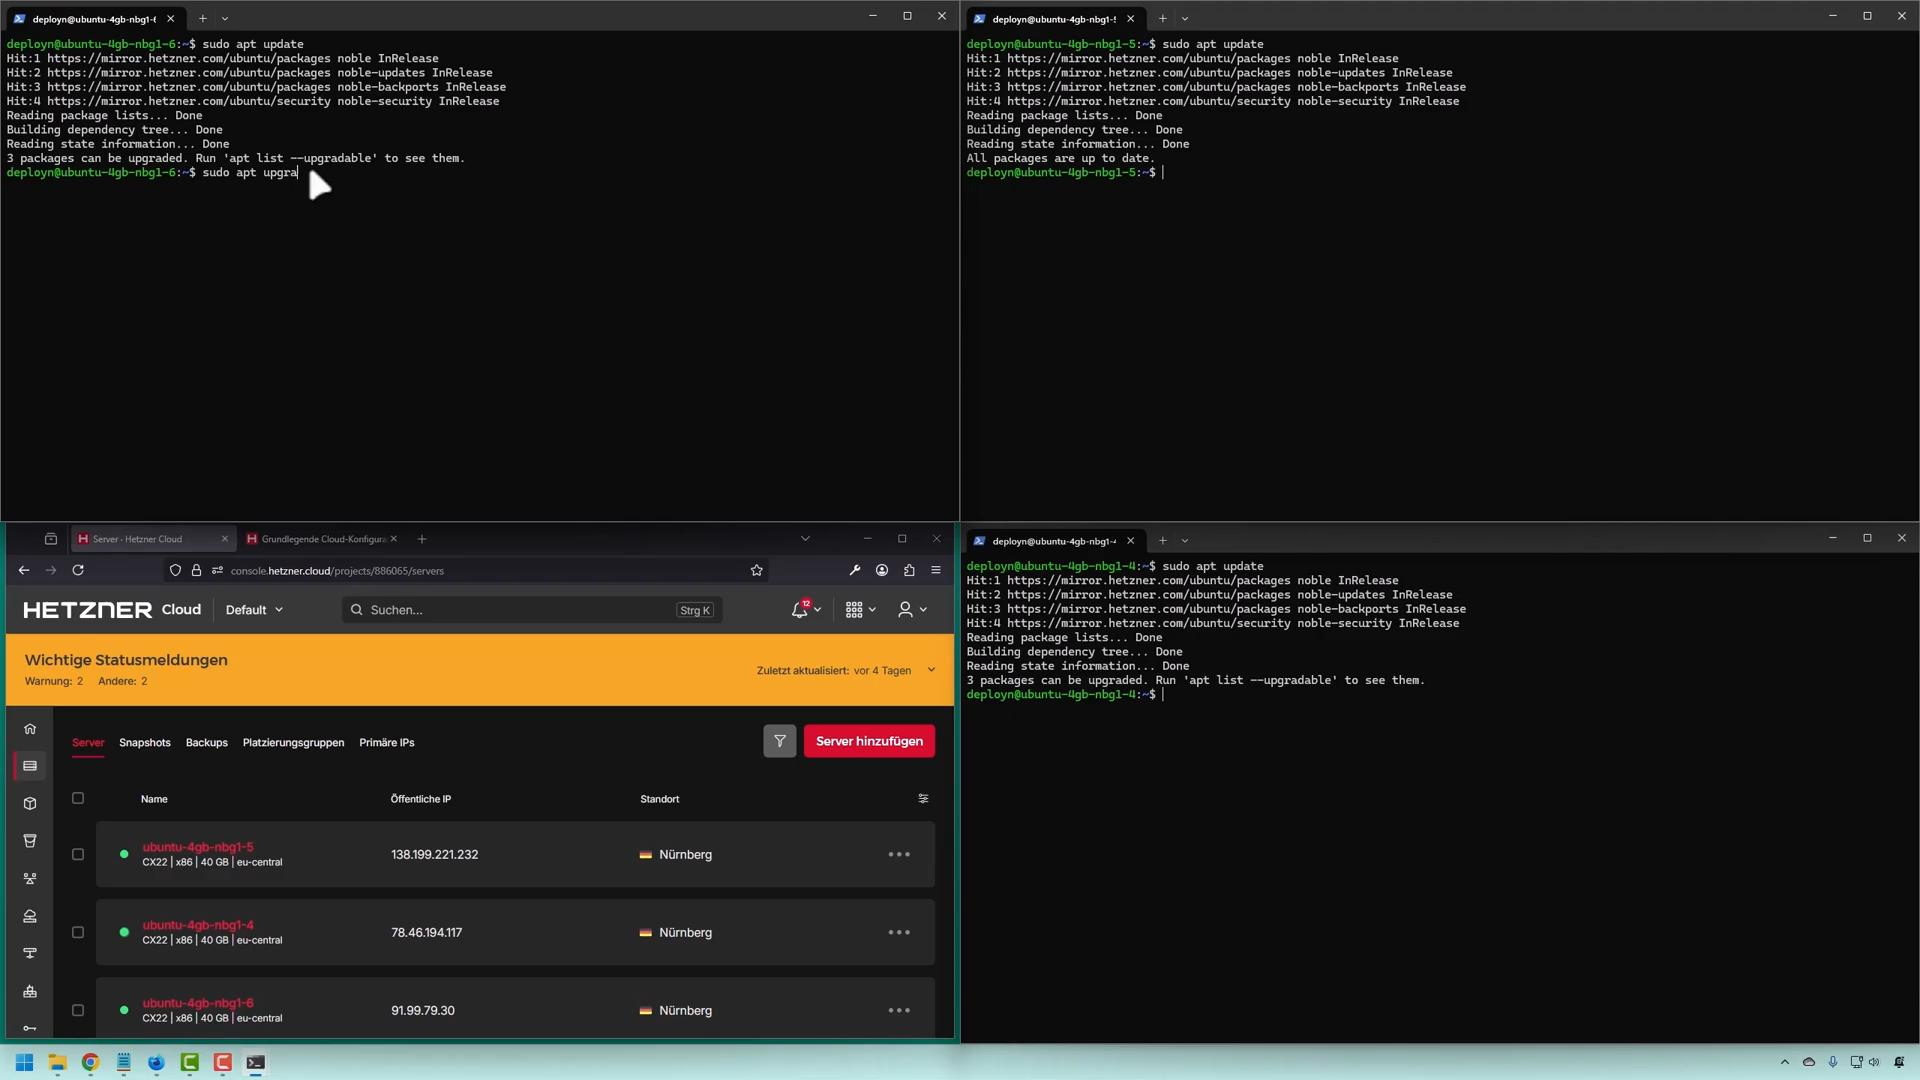 deployn@ubuntu-4gb-nbg1-6
deployn@ubuntu-4gb-nbg1-6:~$ sudo apt update
Hit:1 https://mirror.hetzner.com/ubuntu/packages noble InRelease
Hit:2 https://mirror.hetzner.com/ubuntu/packages noble-updates InRelease
Hit:3 https://mirror.hetzner.com/ubuntu/packages noble-backports InRelease
Hit:4 https://mirror.hetzner.com/ubuntu/security noble-security InRelease
Reading package lists... Done
Building dependency tree... Done
Reading state information... Done
3 packages can be upgraded. Run 'apt list --upgradable' to see them.
deployn@ubuntu-4gb-nbg1-6:~$ sudo apt upgra
deployn@ubuntu-4gb-nbg1-5
deployn@ubuntu-4gb-nbg1-5:~$ sudo apt update
Hit:1 https://mirror.hetzner.com/ubuntu/packages noble InRelease
Hit:2 https://mirror.hetzner.com/ubuntu/packages noble-updates InRelease
Hit:3 https://mirror.hetzner.com/ubuntu/packages noble-backports InRelease
Hit:4 https://mirror.hetzner.com/ubuntu/security noble-security InRelease
Reading package lists... Done
Building dependency tree... Done
Reading state information... Done
All packages are up to date.
deployn@ubuntu-4gb-nbg1-5:~$
Server · Hetzner Cloud
Grundlegende Cloud-Konfigura
console.hetzner.cloud/projects/886065/servers
HETZNER Cloud
Default
Suchen...
Strg K
12
Wichtige Statusmeldungen
Warnung: 2 Andere: 2
Zuletzt aktualisiert: vor 4 Tagen
Server Snapshots Backups Platzierungsgruppen Primäre IPs
Server hinzufügen
Name Öffentliche IP Standort
ubuntu-4gb-nbg1-5
CX22 | x86 | 40 GB | eu-central
138.199.221.232
Nürnberg
ubuntu-4gb-nbg1-4
CX22 | x86 | 40 GB | eu-central
78.46.194.117
Nürnberg
ubuntu-4gb-nbg1-6
CX22 | x86 | 40 GB | eu-central
91.99.79.30
Nürnberg
deployn@ubuntu-4gb-nbg1-4
deployn@ubuntu-4gb-nbg1-4:~$ sudo apt update
Hit:1 https://mirror.hetzner.com/ubuntu/packages noble InRelease
Hit:2 https://mirror.hetzner.com/ubuntu/packages noble-updates InRelease
Hit:3 https://mirror.hetzner.com/ubuntu/packages noble-backports InRelease
Hit:4 https://mirror.hetzner.com/ubuntu/security noble-security InRelease
Reading package lists... Done
Building dependency tree... Done
Reading state information... Done
3 packages can be upgraded. Run 'apt list --upgradable' to see them.
deployn@ubuntu-4gb-nbg1-4:~$